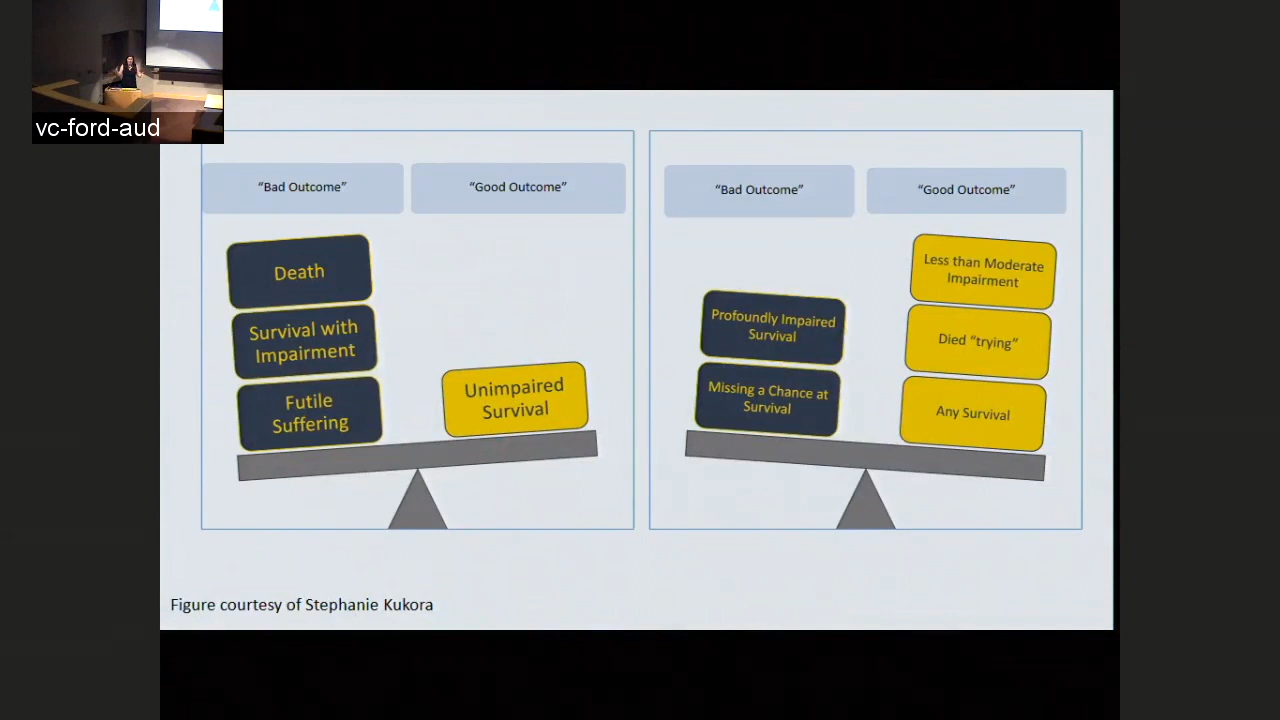 vc-ford-aud
“Bad Outcome”
“Good Outcome”
Death
Survival with
Impairment
Futile
Suffering
Unimpaired
Survival
“Bad Outcome”
“Good Outcome”
Profoundly Impaired
Survival
Missing a Chance at
Survival
Less than Moderate
Impairment
Died “trying”
Any Survival
Figure courtesy of Stephanie Kukora